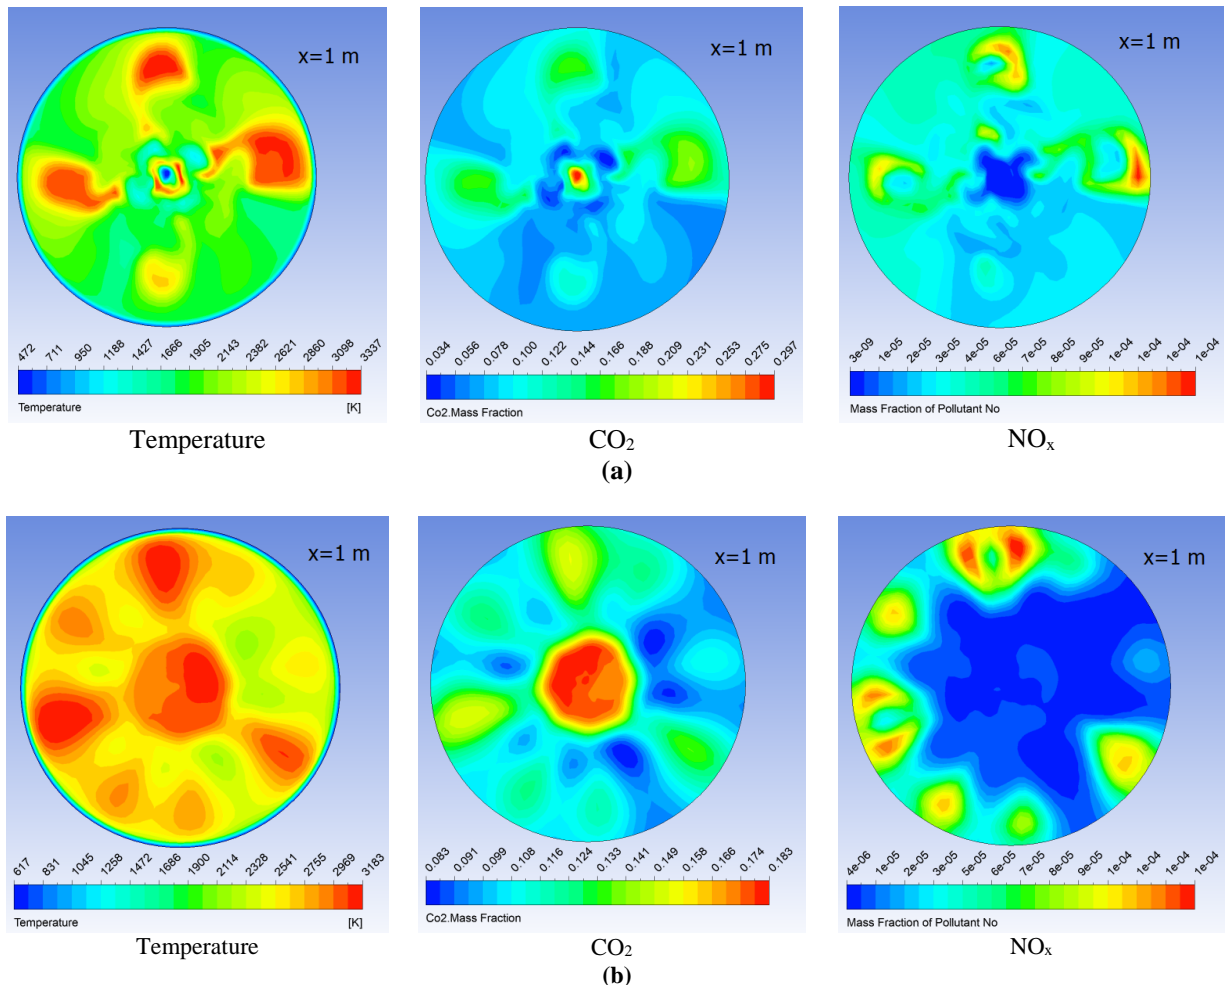 x=1 m
x=1 m
x=1 m
472 711 950 1188 1427 1666 1905 2143 2382 2621 2860 3098 3337
Temperature [K]
0.034 0.056 0.078 0.100 0.122 0.144 0.166 0.188 0.209 0.231 0.253 0.275 0.297
Co2.Mass Fraction
3e-09 1e-05 2e-05 4e-05 5e-05 6e-05 7e-05 8e-05 9e-05 1e-04 1e-04 1e-04
Mass Fraction of Pollutant No
Temperature
CO₂
NOₓ
(a)
x=1 m
x=1 m
x=1 m
617 831 1045 1258 1472 1686 1900 2114 2328 2541 2755 2969 3183
Temperature [K]
0.083 0.091 0.099 0.108 0.116 0.124 0.133 0.141 0.149 0.158 0.166 0.174 0.183
Co2.Mass Fraction
4e-06 1e-05 2e-05 3e-05 5e-05 6e-05 7e-05 8e-05 9e-05 1e-04 1e-04 1e-04 1e-04
Mass Fraction of Pollutant No
Temperature
CO₂
NOₓ
(b)